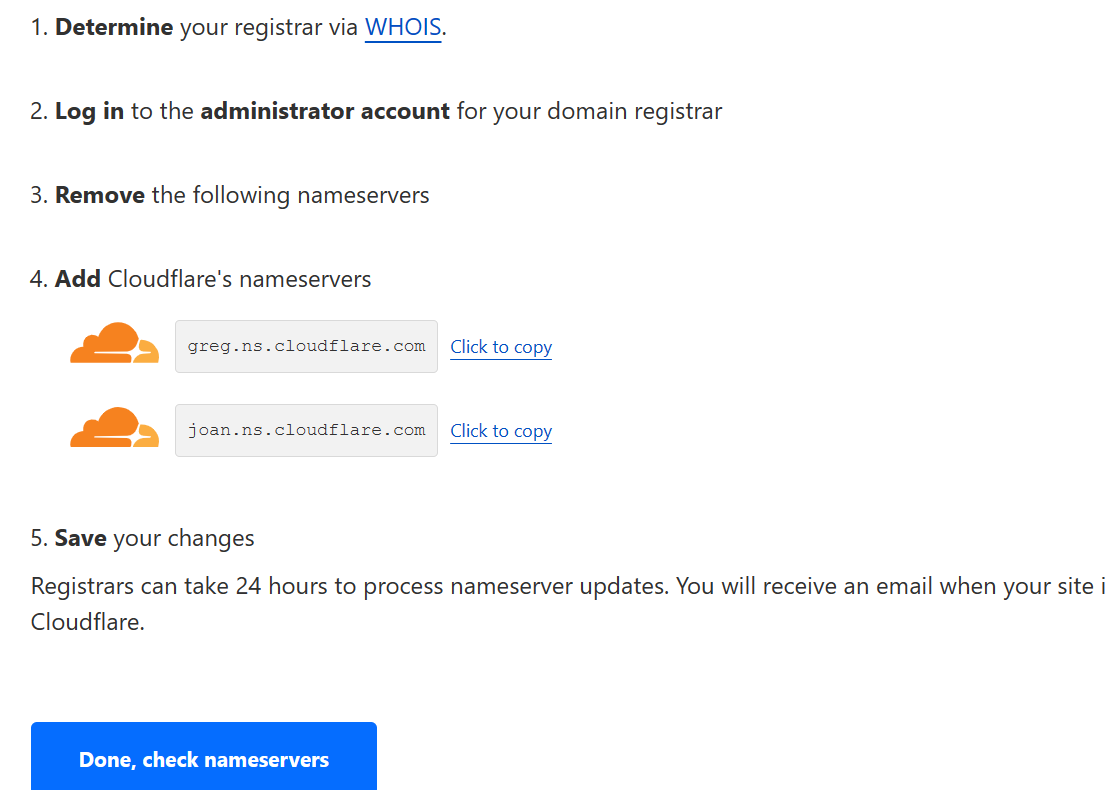 1. Determine your registrar via WHOIS.
2. Log in to the administrator account for your domain registrar
3. Remove the following nameservers
4. Add Cloudflare's nameservers
greg.ns.cloudflare.com Click to copy
joan.ns.cloudflare.com Click to copy
5. Save your changes
Registrars can take 24 hours to process nameserver updates. You will receive an email when your site i
Cloudflare.
Done, check nameservers